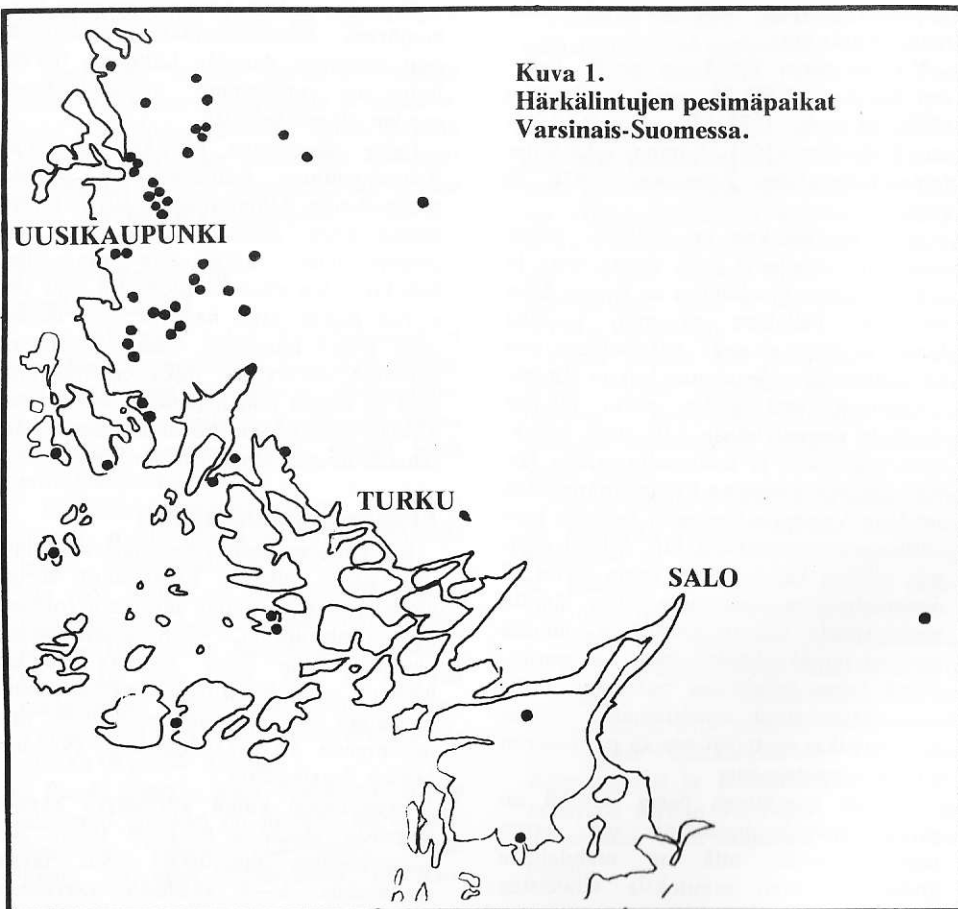 Kuva 1.
Härkälintujen pesimäpaikat
Varsinais-Suomessa.
UUSIKAUPUNKI
TURKU
SALO